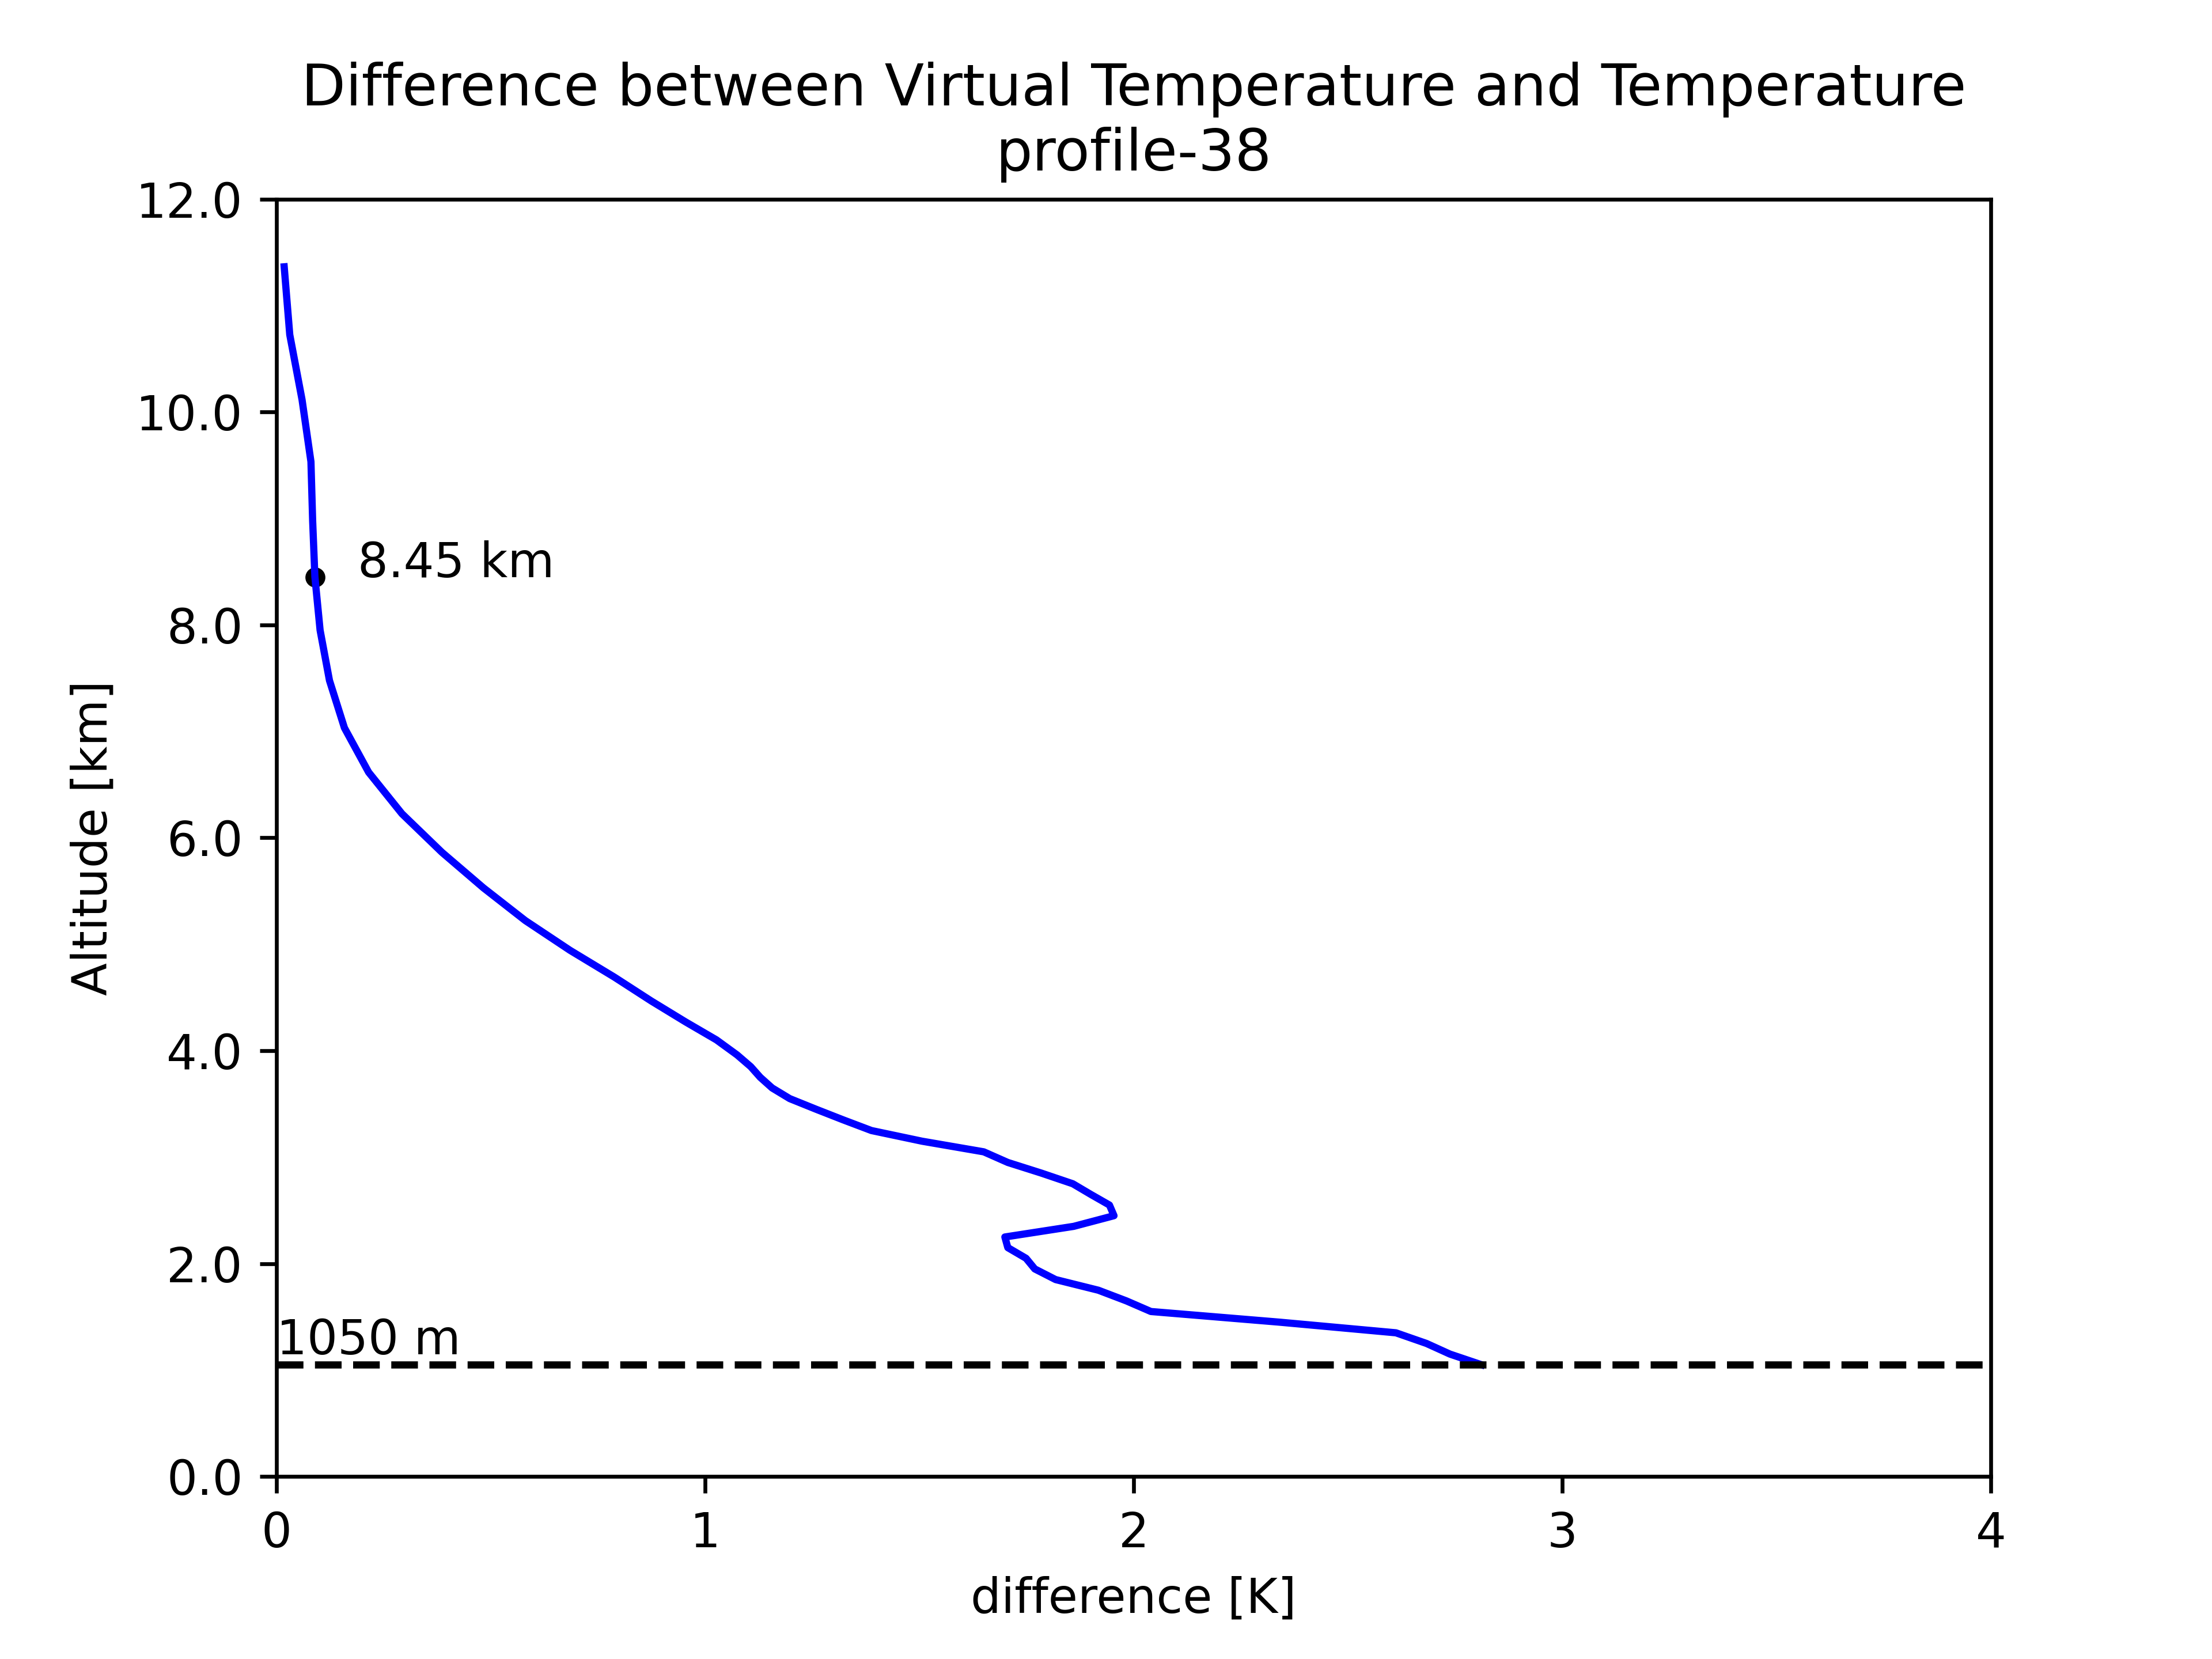 Difference between Virtual Temperature and Temperature
profile-38
12.0
10.0
8.45 km
8.0
6.0
4.0
2.0
1050 m
0.0
Altitude [km]
0 1 2 3 4
difference [K]